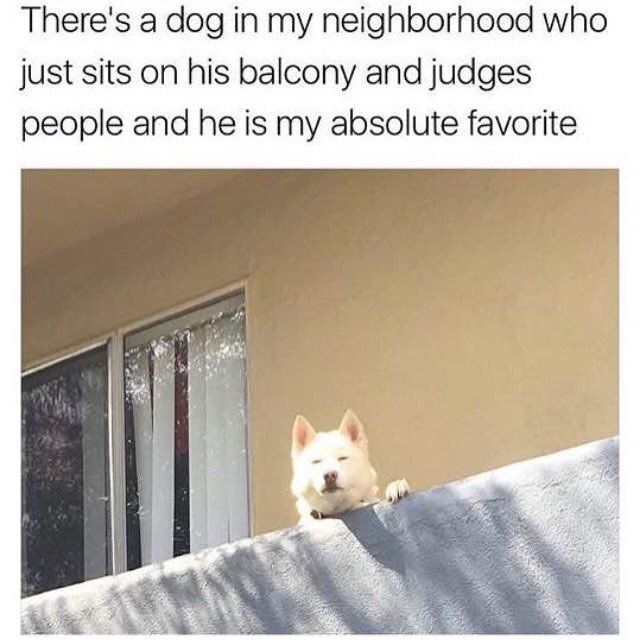 There's a dog in my neighborhood who
just sits on his balcony and judges
people and he is my absolute favorite